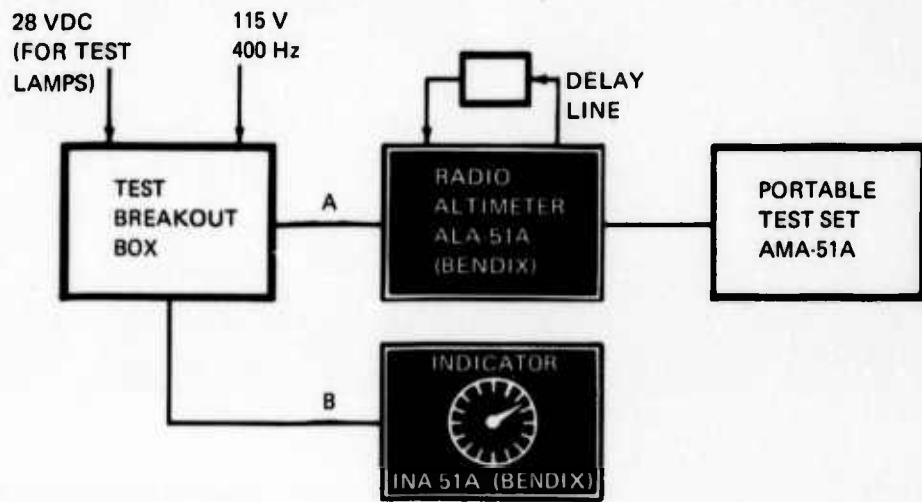 28 VDC
(FOR TEST
LAMPS)
115 V
400 Hz
DELAY
LINE
TEST
BREAKOUT
BOX
A
RADIO
ALTIMETER
ALA-51A
(BENDIX)
PORTABLE
TEST SET
AMA-51A
B
INDICATOR
INA 51A (BENDIX)